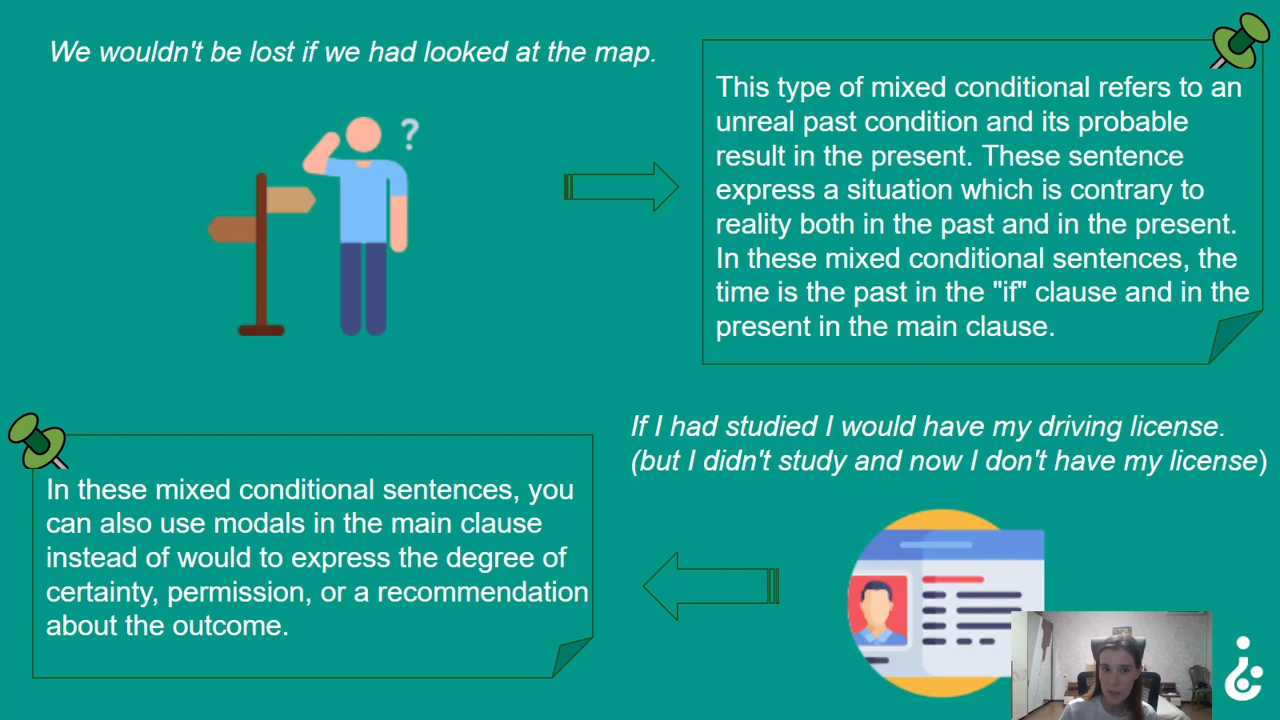 We wouldn't be lost if we had looked at the map.
?
This type of mixed conditional refers to an
unreal past condition and its probable
result in the present. These sentence
express a situation which is contrary to
reality both in the past and in the present.
In these mixed conditional sentences, the
time is the past in the "if" clause and in the
present in the main clause.
If I had studied I would have my driving license.
(but I didn't study and now I don't have my license)
In these mixed conditional sentences, you
can also use modals in the main clause
instead of would to express the degree of
certainty, permission, or a recommendation
about the outcome.